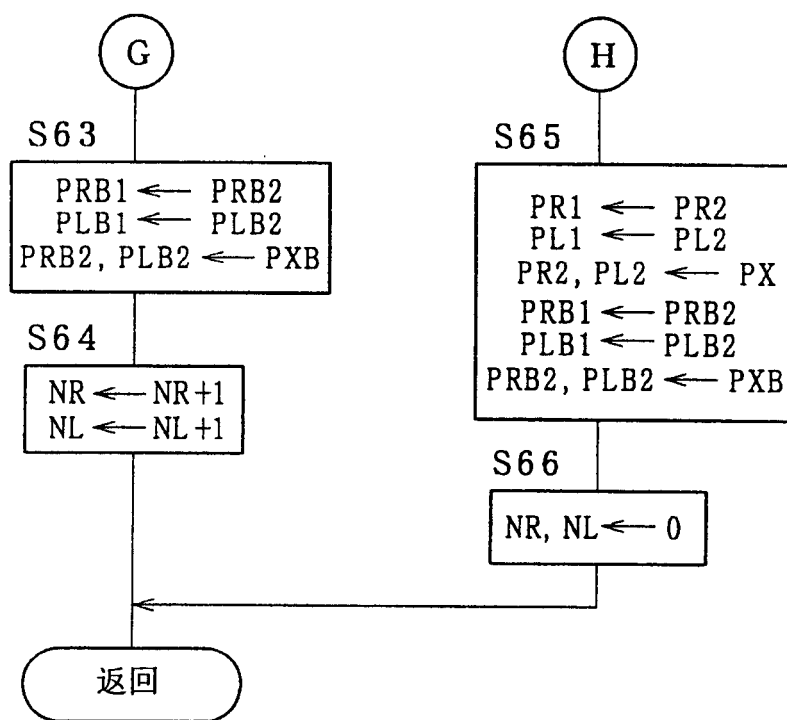 G
S63
PRB1 ← PRB2
PLB1 ← PLB2
PRB2, PLB2 ← PXB
S64
NR ← NR+1
NL ← NL+1
H
S65
PR1 ← PR2
PL1 ← PL2
PR2, PL2 ← PX
PRB1 ← PRB2
PLB1 ← PLB2
PRB2, PLB2 ← PXB
S66
NR, NL ← 0
返回